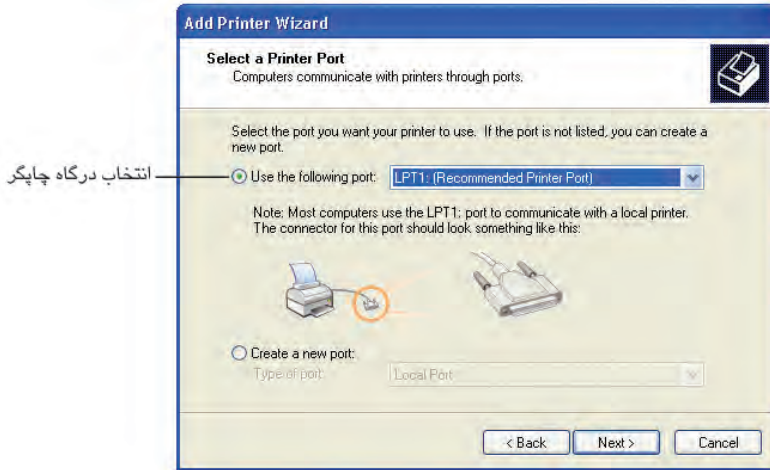 Add Printer Wizard
Select a Printer Port
Computers communicate with printers through ports.
Select the port you want your printer to use. If the port is not listed, you can create a
new port.
انتخاب درگاه چاپگر
Use the following port: LPT1: (Recommended Printer Port)
Note: Most computers use the LPT1: port to communicate with a local printer.
The connector for this port should look something like this:
Create a new port:
Type of port: Local Port
< Back Next > Cancel